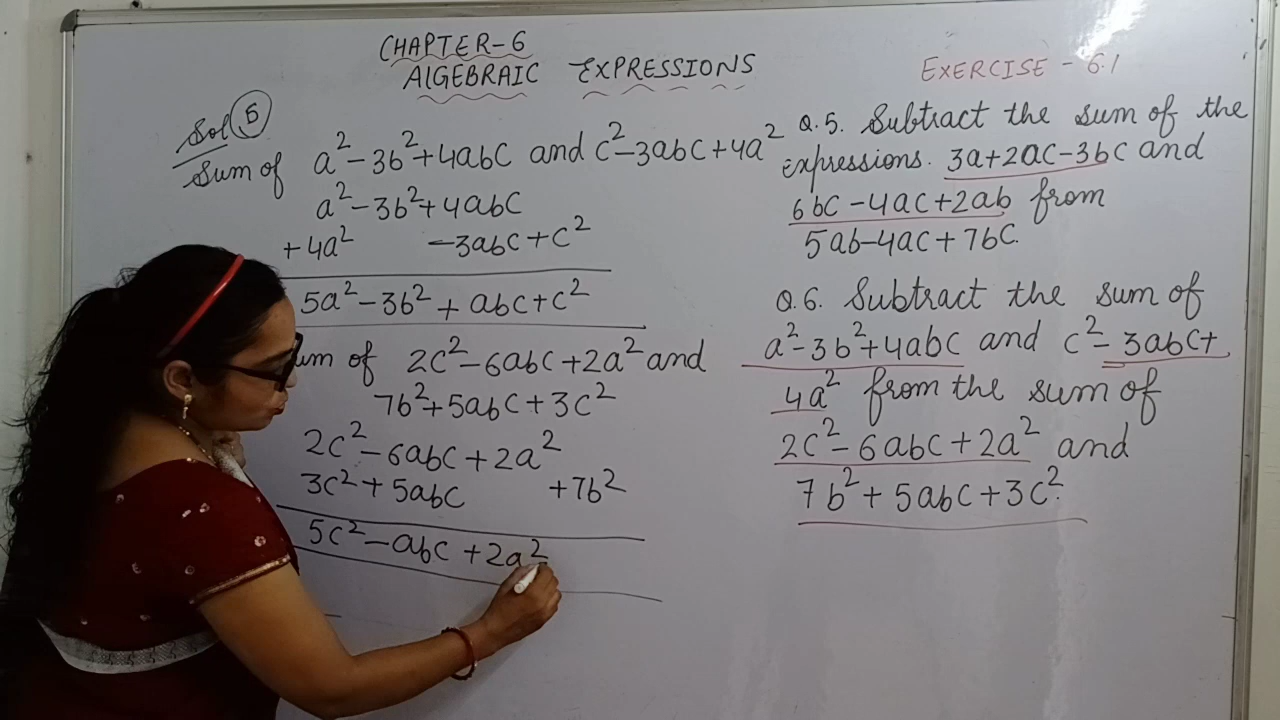 CHAPTER-6
ALGEBRAIC EXPRESSIONS
EXERCISE - 6.1
Sol 6
Sum of a²-3b²+4abc and c²-3abc+4a²
a²-3b²+4abc
+4a² -3abc+c²
5a²-3b²+abc+c²
um of 2c²-6abc+2a² and
7b²+5abc+3c²
2c²-6abc+2a²
3c²+5abc +7b²
5c²-abc+2a²
Q.5. Subtract the sum of the
expressions. 3a+2ac-3bc and
6bc-4ac+2ab from
5ab-4ac+7bc.
Q.6. Subtract the sum of
a²-3b²+4abc and c²-3abc+
4a² from the sum of
2c²-6abc+2a² and
7b²+5abc+3c².